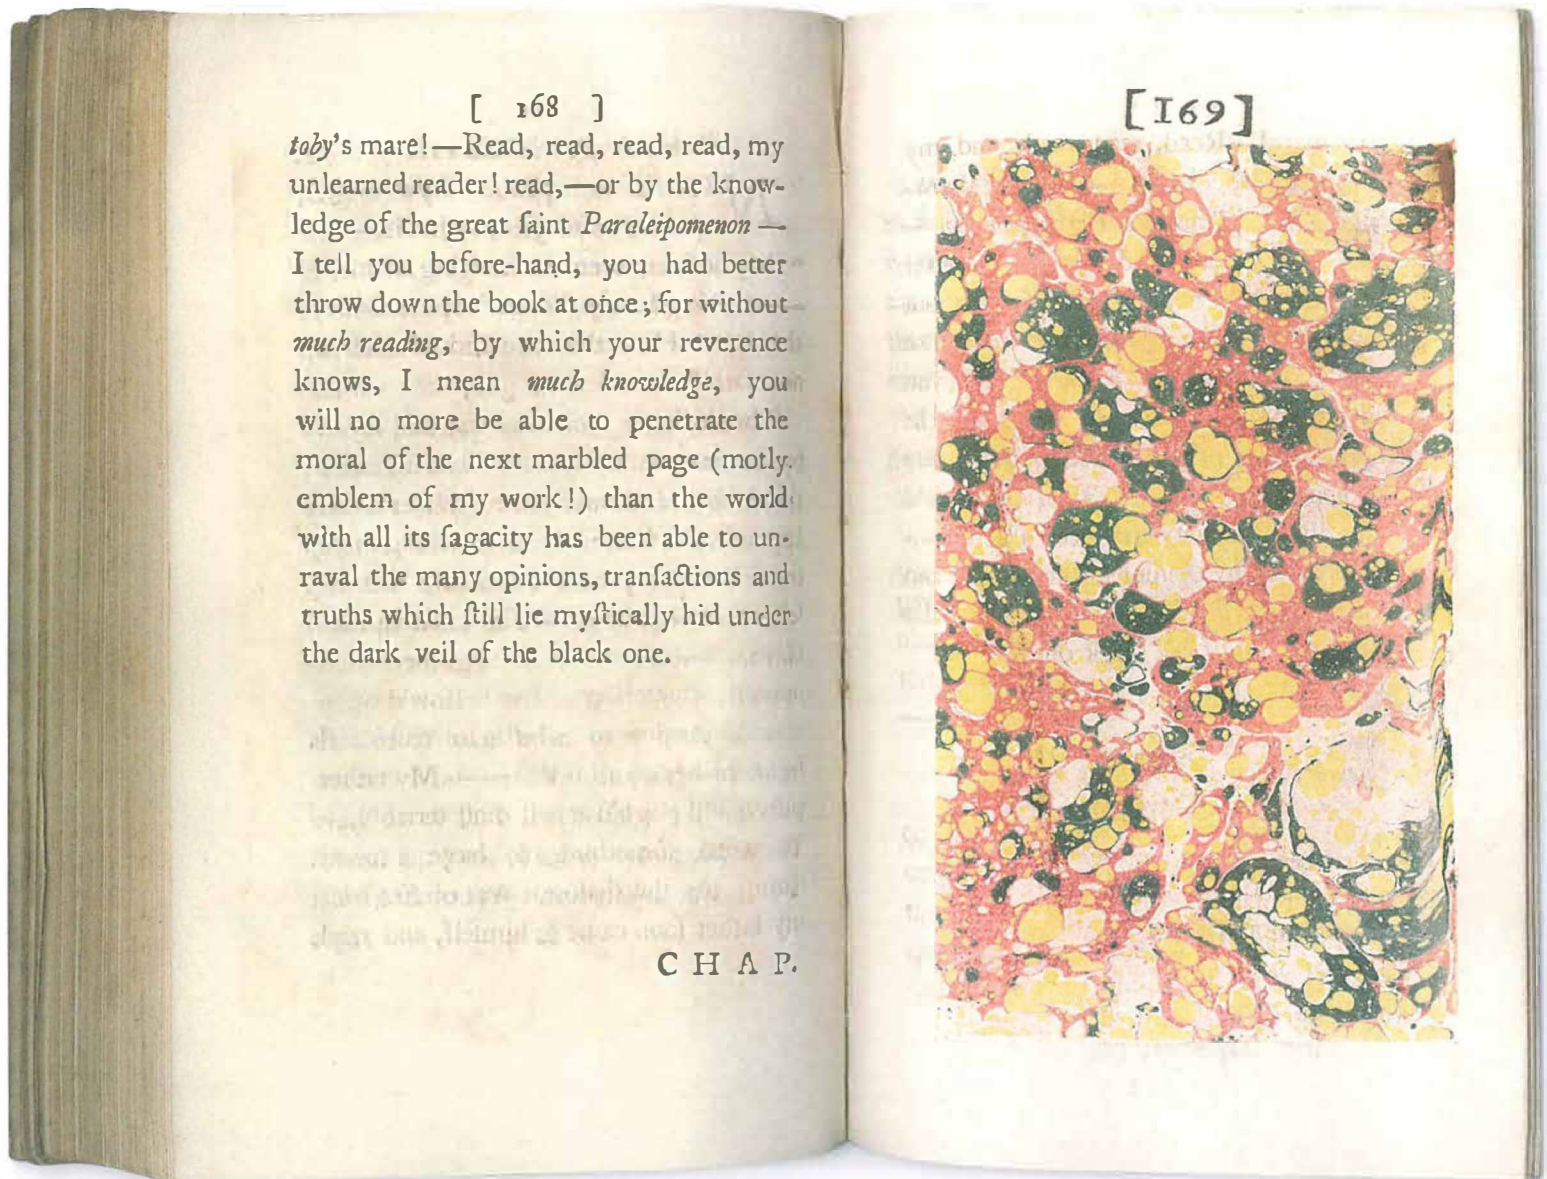 [ 168 ]
toby's mare!—Read, read, read, read, my
unlearned reader! read,—or by the know-
ledge of the great ſaint Paraleipomenon —
I tell you before-hand, you had better
throw down the book at once; for without
much reading, by which your reverence
knows, I mean much knowledge, you
will no more be able to penetrate the
moral of the next marbled page (motly
emblem of my work!) than the world
with all its ſagacity has been able to un-
raval the many opinions, tranſactions and
truths which ſtill lie myſtically hid under
the dark veil of the black one.
CHAP.
[169]